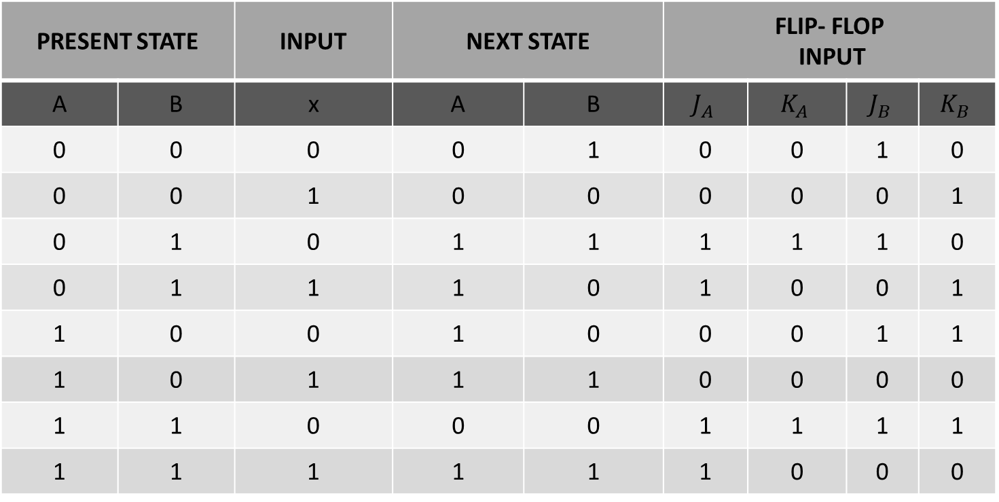 PRESENT STATE INPUT NEXT STATE FLIP- FLOP
INPUT
A B x A B J_A K_A J_B K_B
0 0 0 0 1 0 0 1 0
0 0 1 0 0 0 0 0 1
0 1 0 1 1 1 1 1 0
0 1 1 1 0 1 0 0 1
1 0 0 1 0 0 0 1 1
1 0 1 1 1 0 0 0 0
1 1 0 0 0 1 1 1 1
1 1 1 1 1 1 0 0 0